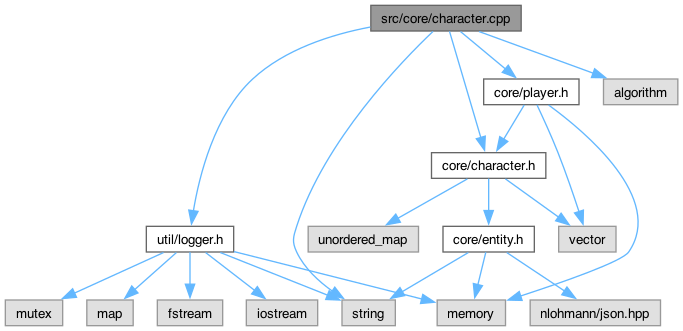 src/core/character.cpp
core/player.h
algorithm
core/character.h
util/logger.h
unordered_map
core/entity.h
vector
mutex
map
fstream
iostream
string
memory
nlohmann/json.hpp